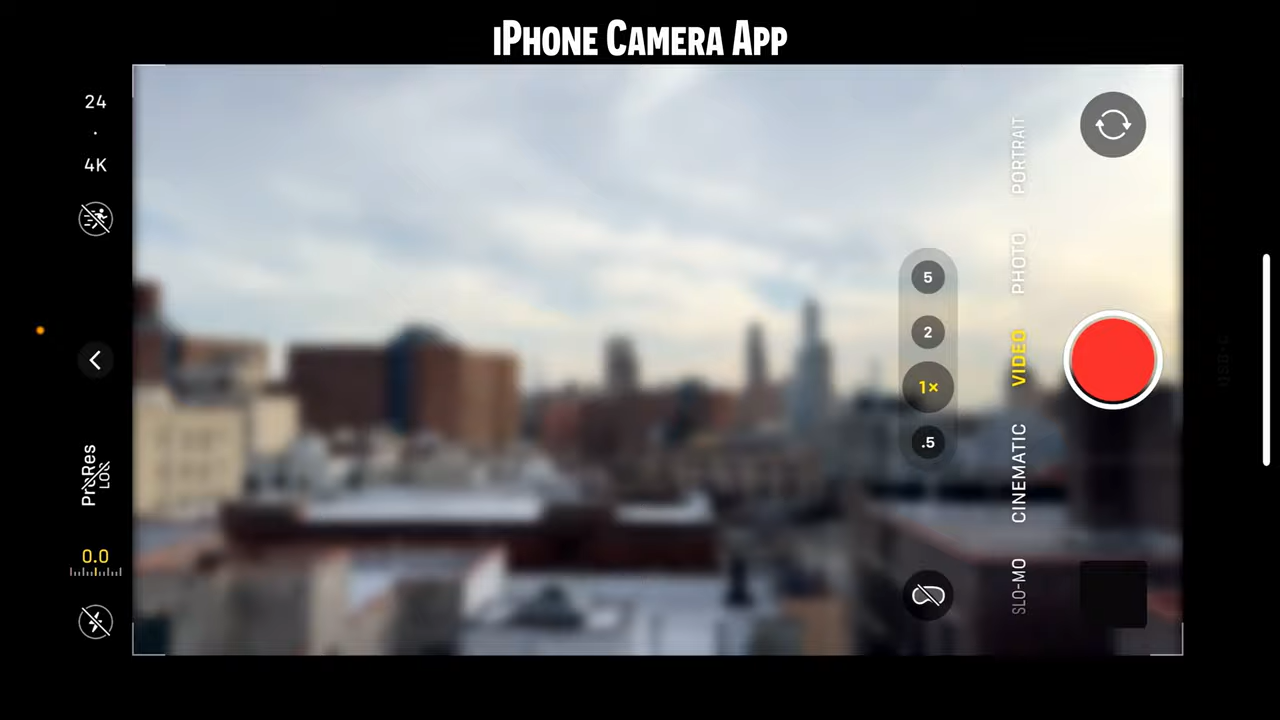 iPhone Camera App
24
4K
ProRes
LOG
0.0
5
2
1×
.5
PORTRAIT
PHOTO
VIDEO
CINEMATIC
SLO-MO